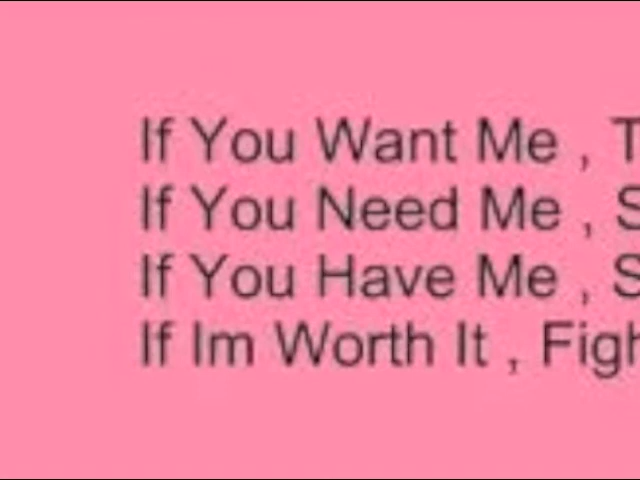 If You Want Me , T
If You Need Me , S
If You Have Me , S
If Im Worth It , Figh